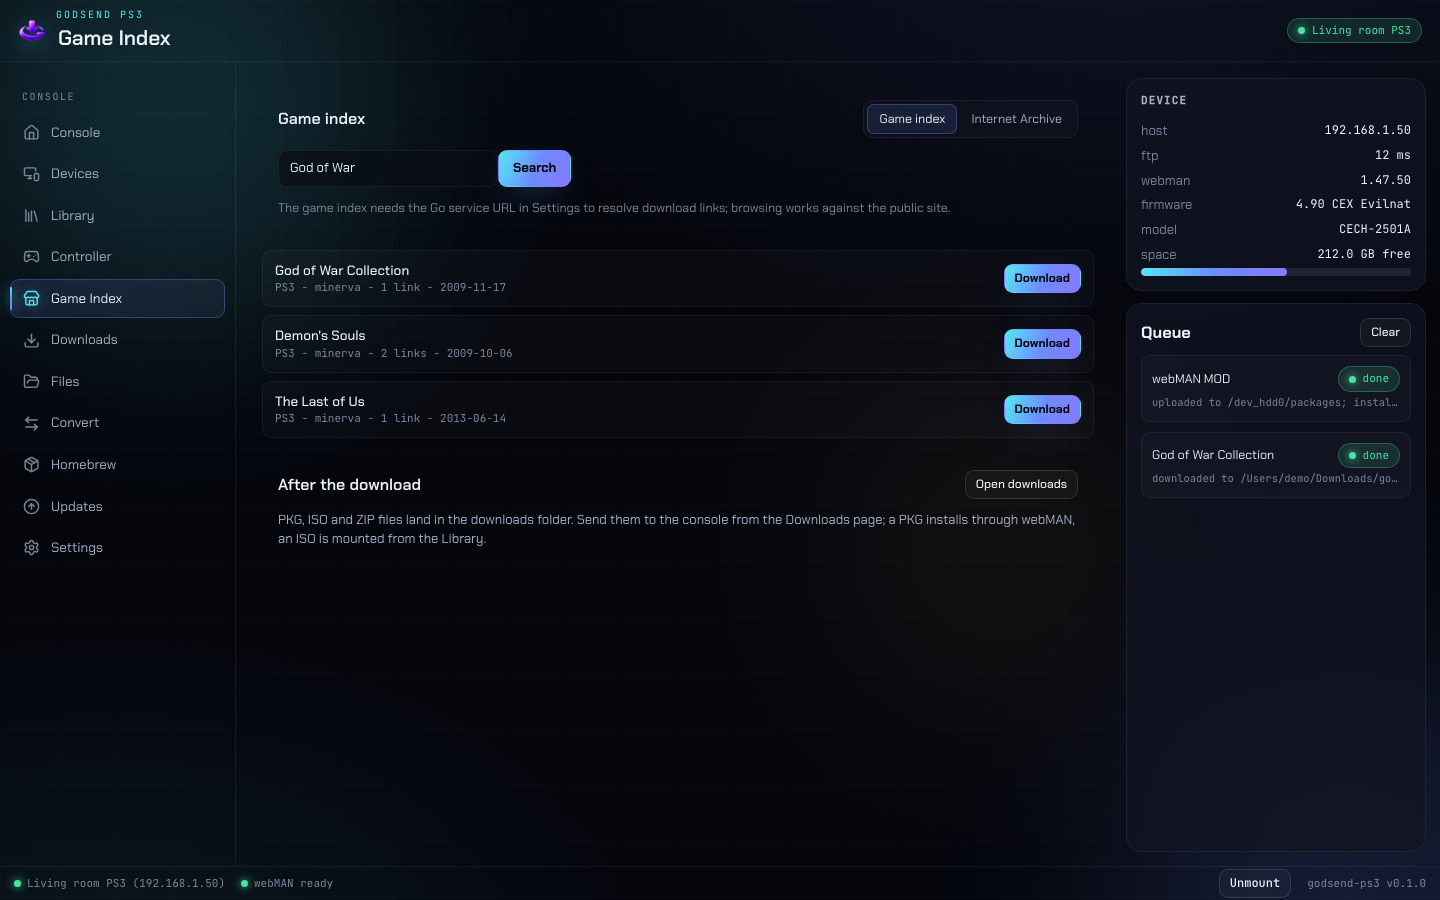 GODSEND PS3
Game Index
Living room PS3
CONSOLE
Console
Devices
Library
Controller
Game Index
Downloads
Files
Convert
Homebrew
Updates
Settings
Game index
Game index
Internet Archive
God of War
Search
The game index needs the Go service URL in Settings to resolve download links; browsing works against the public site.
God of War Collection
PS3 - minerva - 1 link - 2009-11-17
Download
Demon's Souls
PS3 - minerva - 2 links - 2009-10-06
Download
The Last of Us
PS3 - minerva - 1 link - 2013-06-14
Download
After the download
Open downloads
PKG, ISO and ZIP files land in the downloads folder. Send them to the console from the Downloads page; a PKG installs through webMAN,
an ISO is mounted from the Library.
DEVICE
host 192.168.1.50
ftp 12 ms
webman 1.47.50
firmware 4.90 CEX Evilnat
model CECH-2501A
space 212.0 GB free
Queue
Clear
webMAN MOD
done
uploaded to /dev_hdd0/packages; instal…
God of War Collection
done
downloaded to /Users/demo/Downloads/go…
Living room PS3 (192.168.1.50)
webMAN ready
Unmount
godsend-ps3 v0.1.0